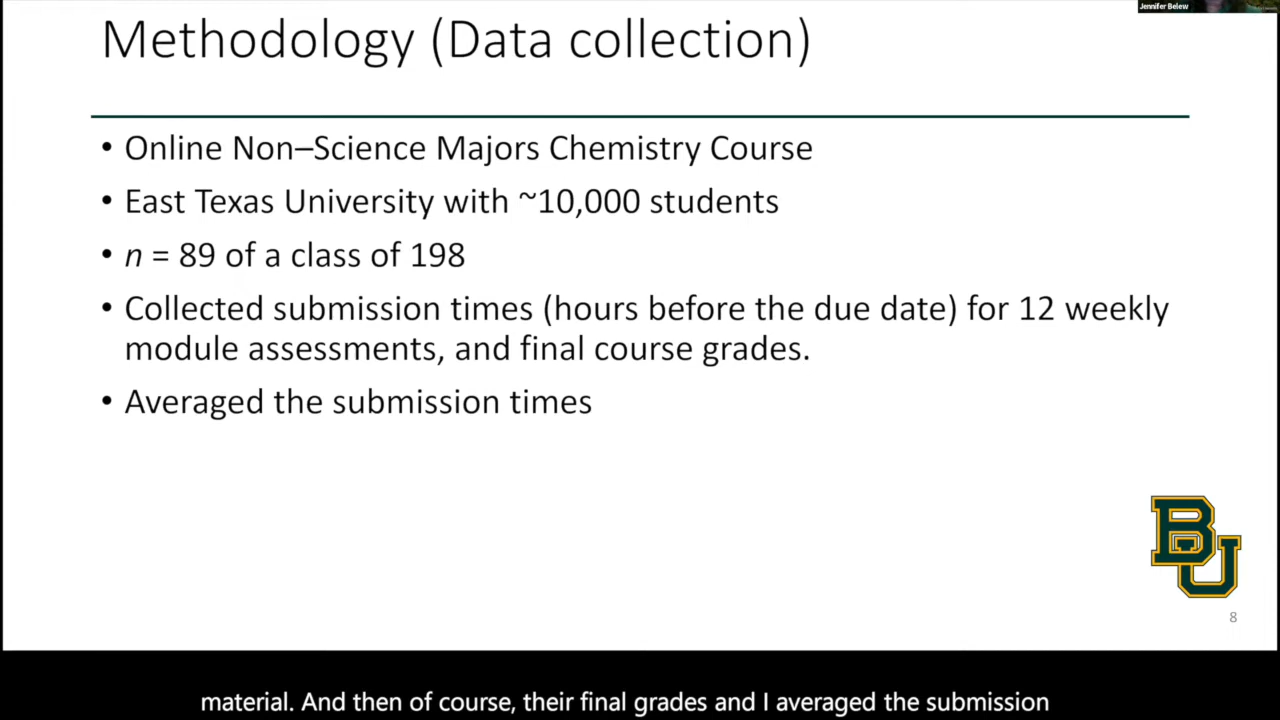 Jennifer Belew
Methodology (Data collection)
• Online Non–Science Majors Chemistry Course
• East Texas University with ~10,000 students
• n = 89 of a class of 198
• Collected submission times (hours before the due date) for 12 weekly
module assessments, and final course grades.
• Averaged the submission times
BU
8
material. And then of course, their final grades and I averaged the submission